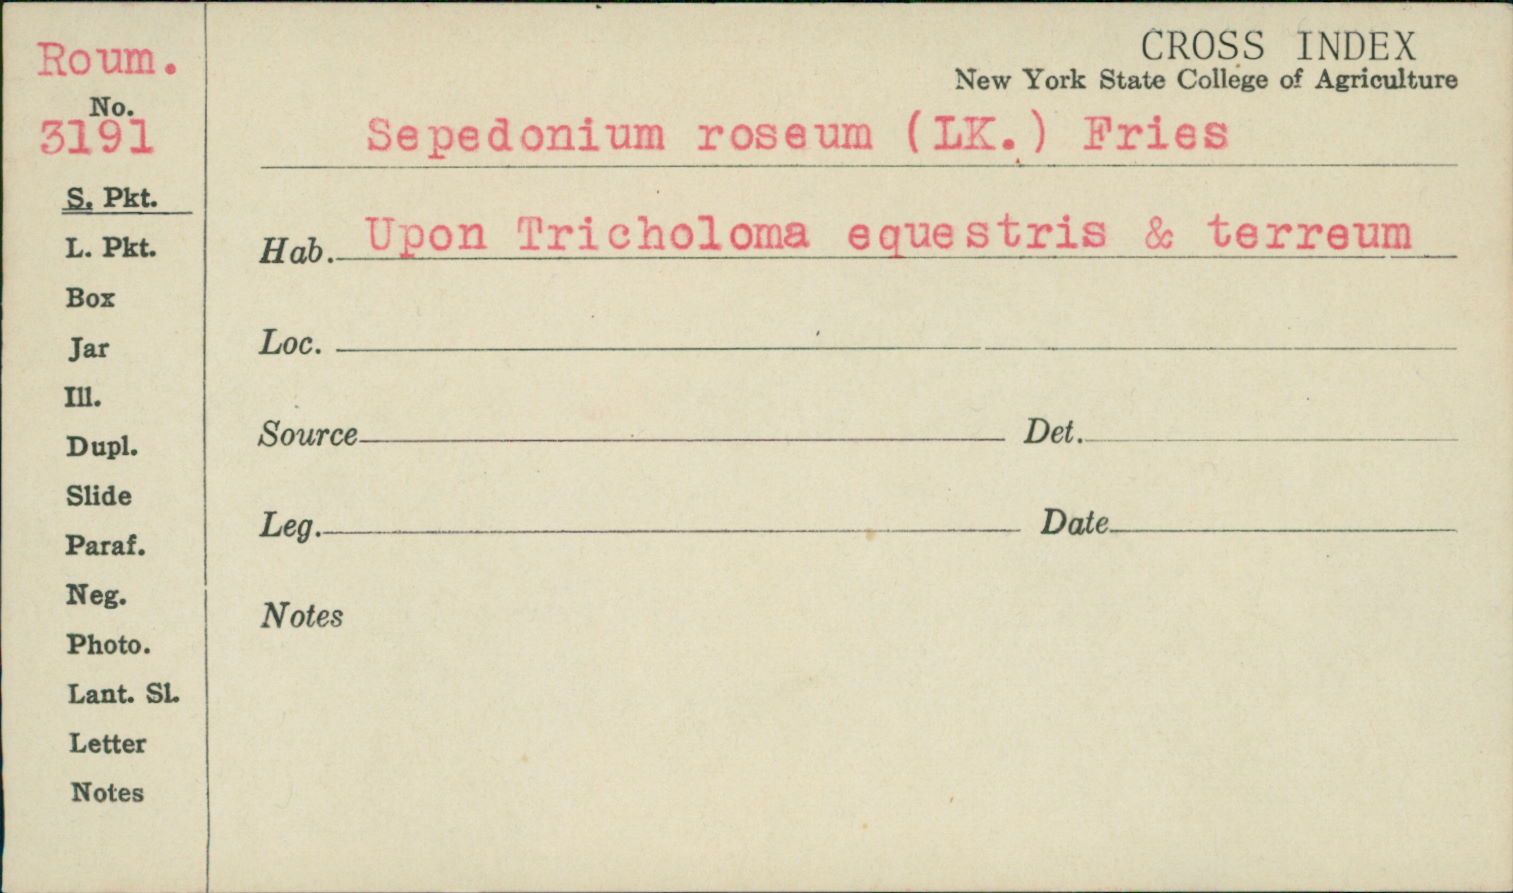 Roum.
No.
3191
S. Pkt.
L. Pkt.
Box
Jar
Ill.
Dupl.
Slide
Paraf.
Neg.
Photo.
Lant. Sl.
Letter
Notes
CROSS INDEX
New York State College of Agriculture
Sepedonium roseum (LK.) Fries
Hab. Upon Tricholoma equestris & terreum
Loc.
Source Det.
Leg. Date
Notes